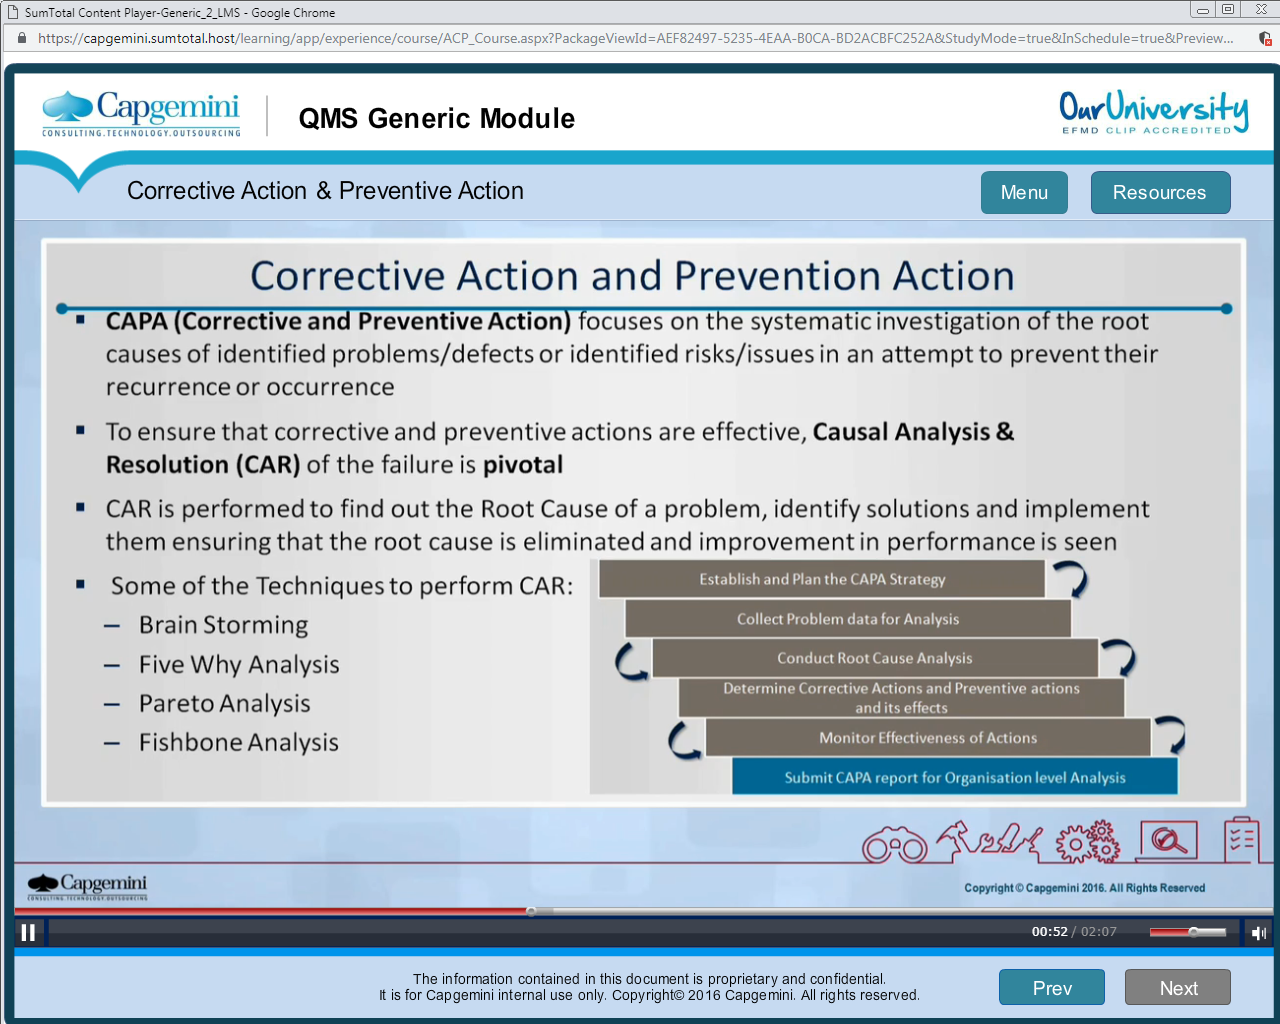 SumTotal Content Player-Generic_2_LMS - Google Chrome
https://capgemini.sumtotal.host/learning/app/experience/course/ACP_Course.aspx?PackageViewId=AEF82497-5235-4EAA-B0CA-BD2ACBFC252A&StudyMode=true&InSchedule=true&Preview...
Capgemini
CONSULTING.TECHNOLOGY.OUTSOURCING
QMS Generic Module
OurUniversity
EFMD CLIP ACCREDITED
Corrective Action & Preventive Action
Menu
Resources
Corrective Action and Prevention Action
▪ CAPA (Corrective and Preventive Action) focuses on the systematic investigation of the root
causes of identified problems/defects or identified risks/issues in an attempt to prevent their
recurrence or occurrence
▪ To ensure that corrective and preventive actions are effective, Causal Analysis &
Resolution (CAR) of the failure is pivotal
▪ CAR is performed to find out the Root Cause of a problem, identify solutions and implement
them ensuring that the root cause is eliminated and improvement in performance is seen
▪ Some of the Techniques to perform CAR:
– Brain Storming
– Five Why Analysis
– Pareto Analysis
– Fishbone Analysis
Establish and Plan the CAPA Strategy
Collect Problem data for Analysis
Conduct Root Cause Analysis
Determine Corrective Actions and Preventive actions
and its effects
Monitor Effectiveness of Actions
Submit CAPA report for Organisation level Analysis
Capgemini
CONSULTING.TECHNOLOGY.OUTSOURCING
Copyright © Capgemini 2016. All Rights Reserved
00:52 / 02:07
The information contained in this document is proprietary and confidential.
It is for Capgemini internal use only. Copyright© 2016 Capgemini. All rights reserved.
Prev
Next